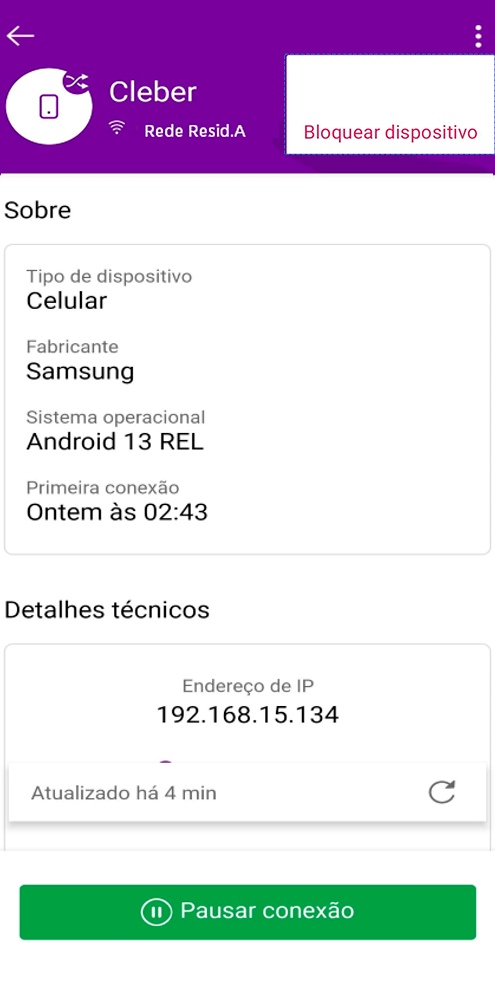 Cleber
Rede Resid.A
Bloquear dispositivo
Sobre
Tipo de dispositivo
Celular
Fabricante
Samsung
Sistema operacional
Android 13 REL
Primeira conexão
Ontem às 02:43
Detalhes técnicos
Endereço de IP
192.168.15.134
Atualizado há 4 min
Pausar conexão